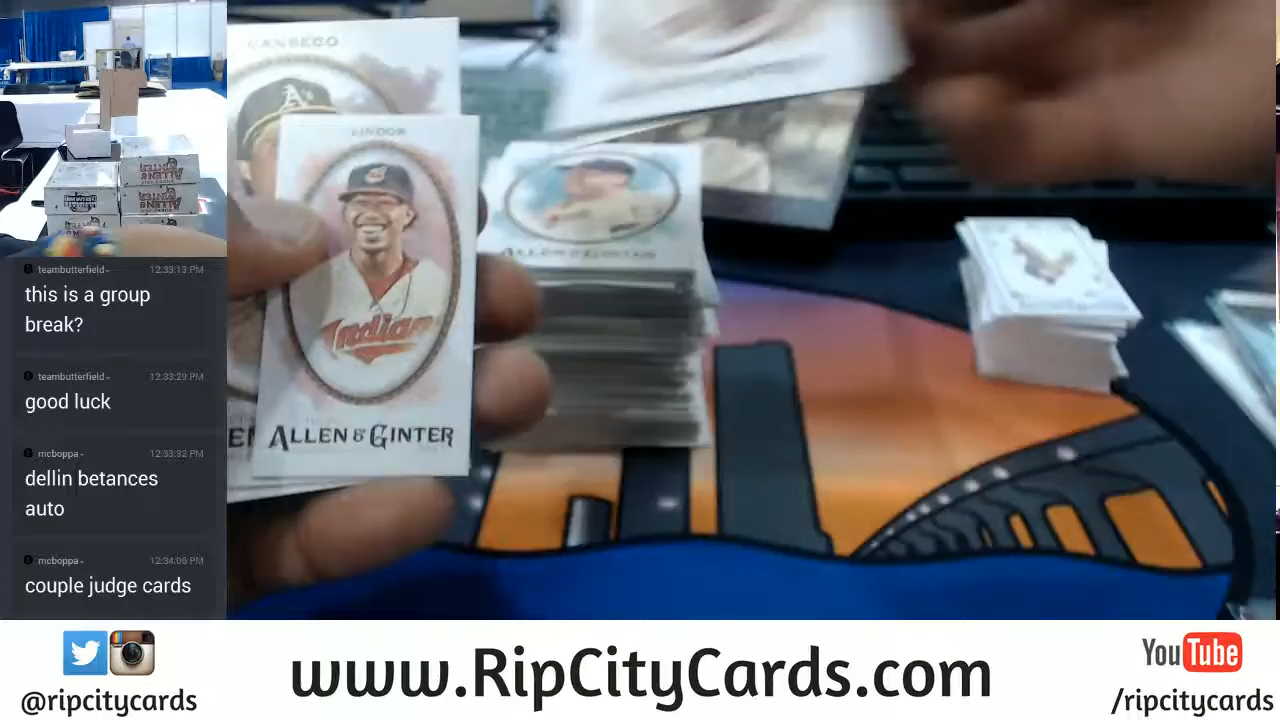 CANSECO
LINDOR
Indian
ALLEN & GINTER
ALLEN & GINTER
teambutterfield-
12:33:13 PM
this is a group
break?
teambutterfield-
12:33:29 PM
good luck
mcboppa-
12:33:32 PM
dellin betances
auto
mcboppa-
12:34:06 PM
couple judge cards
@ripcitycards
www.RipCityCards.com
YouTube
/ripcitycards